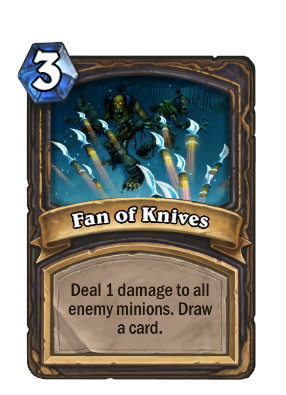 3
Fan of Knives
Deal 1 damage to all
enemy minions. Draw
a card.